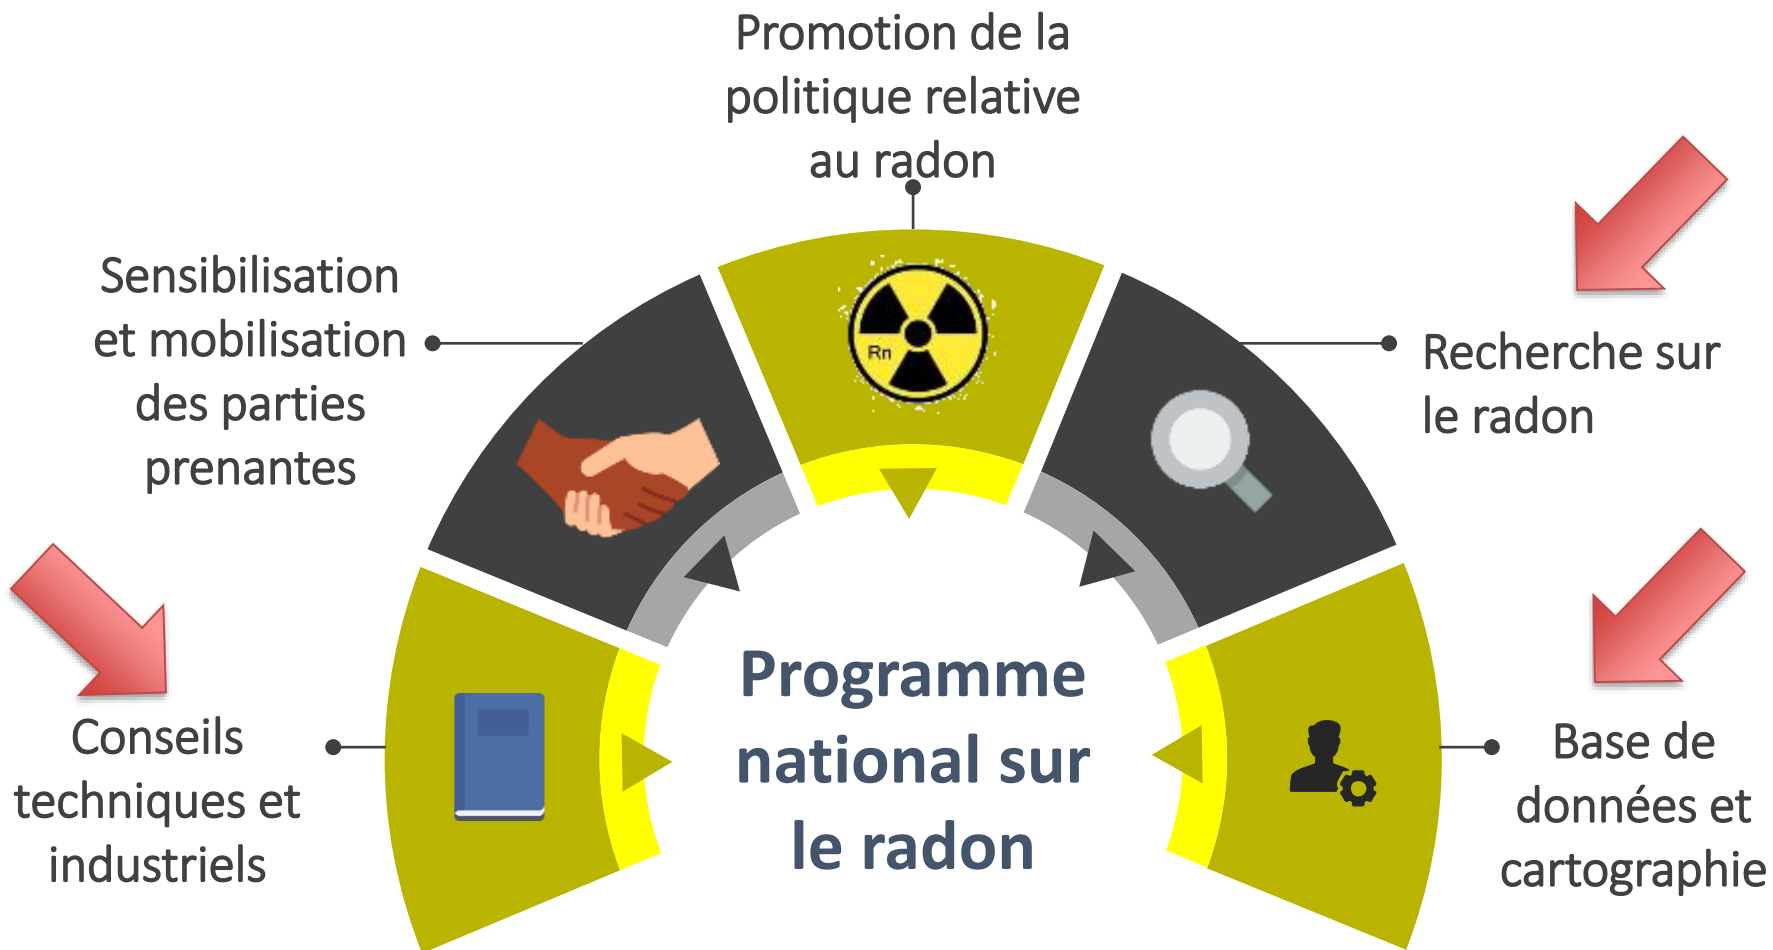 Promotion de la
politique relative
au radon
Sensibilisation
et mobilisation
des parties
prenantes
Rn
Recherche sur
le radon
Conseils
techniques et
industriels
Programme
national sur
le radon
Base de
données et
cartographie